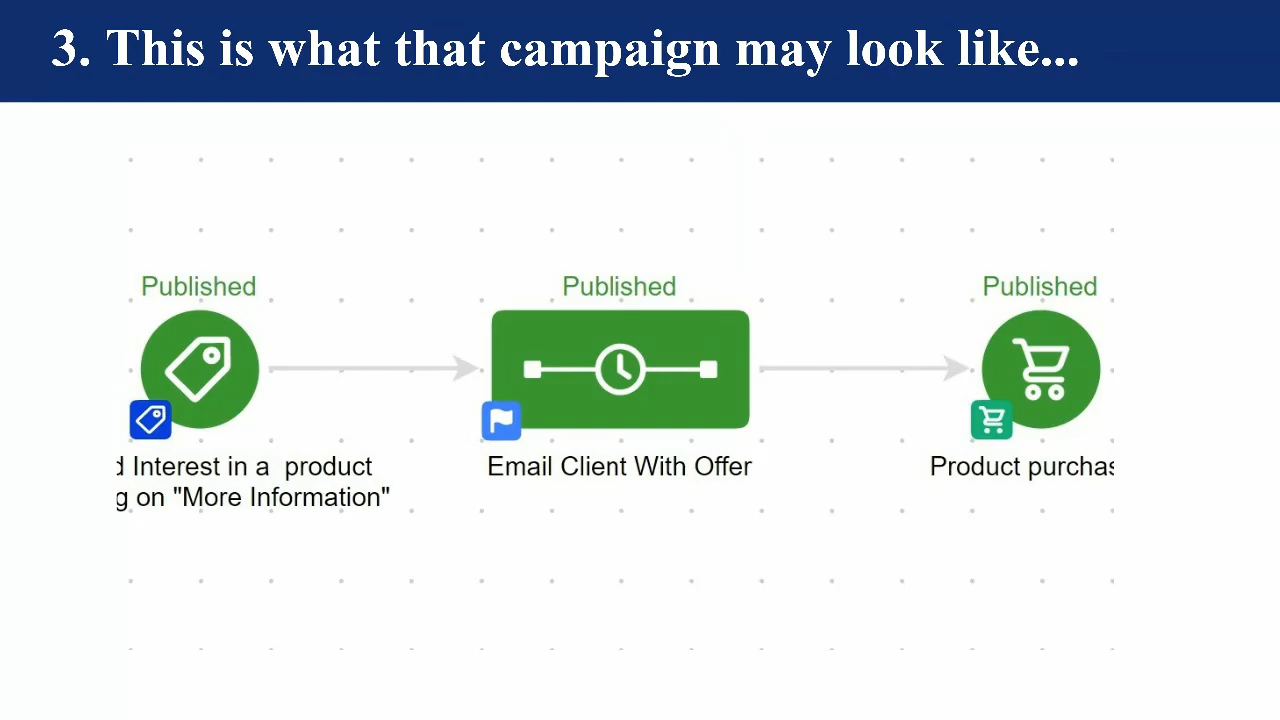 3. This is what that campaign may look like...
Published
Published
Published
Interest in a product
on "More Information"
Email Client With Offer
Product